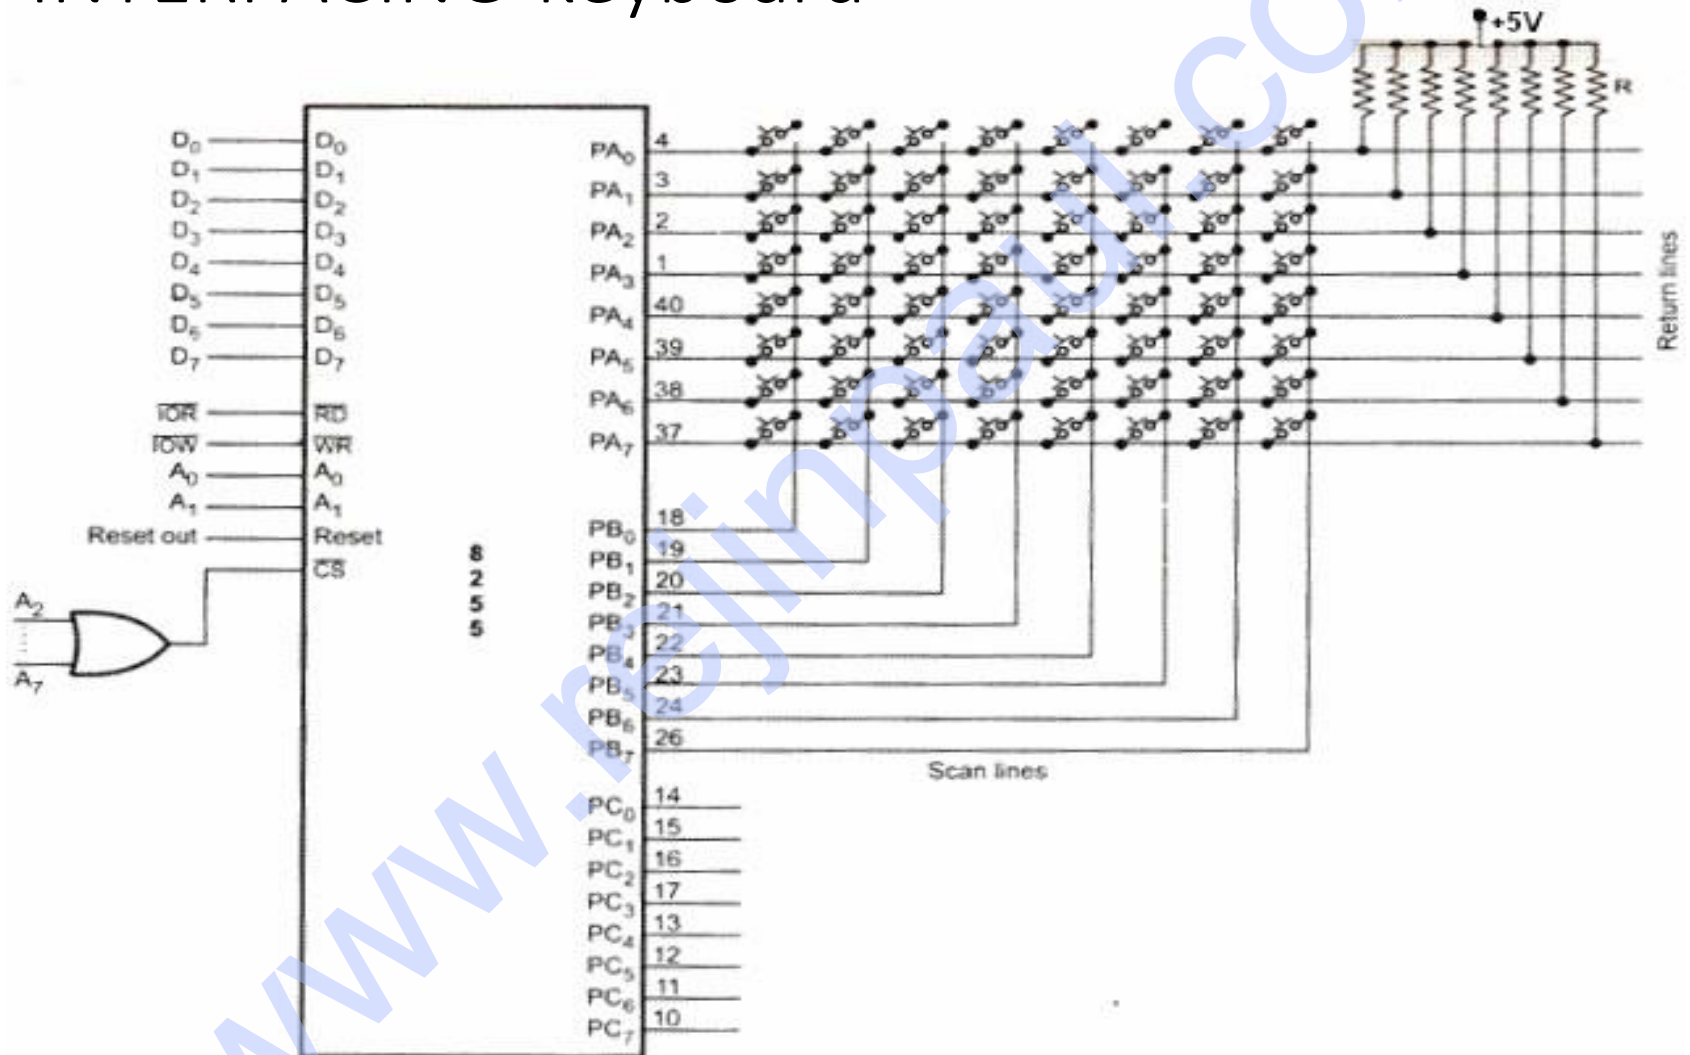 INTERFACING Keyboard
+5V
R
D0 D0 PA0 4
D1 D1 PA1 3
D2 D2 PA2 2
D3 D3 PA3 1
D4 D4 PA4 40
D5 D5 PA5 39
D6 D6 PA6 38
D7 D7 PA7 37
Return lines
IOR RD
IOW WR
A0 A0
A1 A1
Reset out Reset
CS
A2
A7
8
2
5
5
PB0 18
PB1 19
PB2 20
PB3 21
PB4 22
PB5 23
PB6 24
PB7 26
Scan lines
PC0 14
PC1 15
PC2 16
PC3 17
PC4 13
PC5 12
PC6 11
PC7 10
www.rejinpaul.co